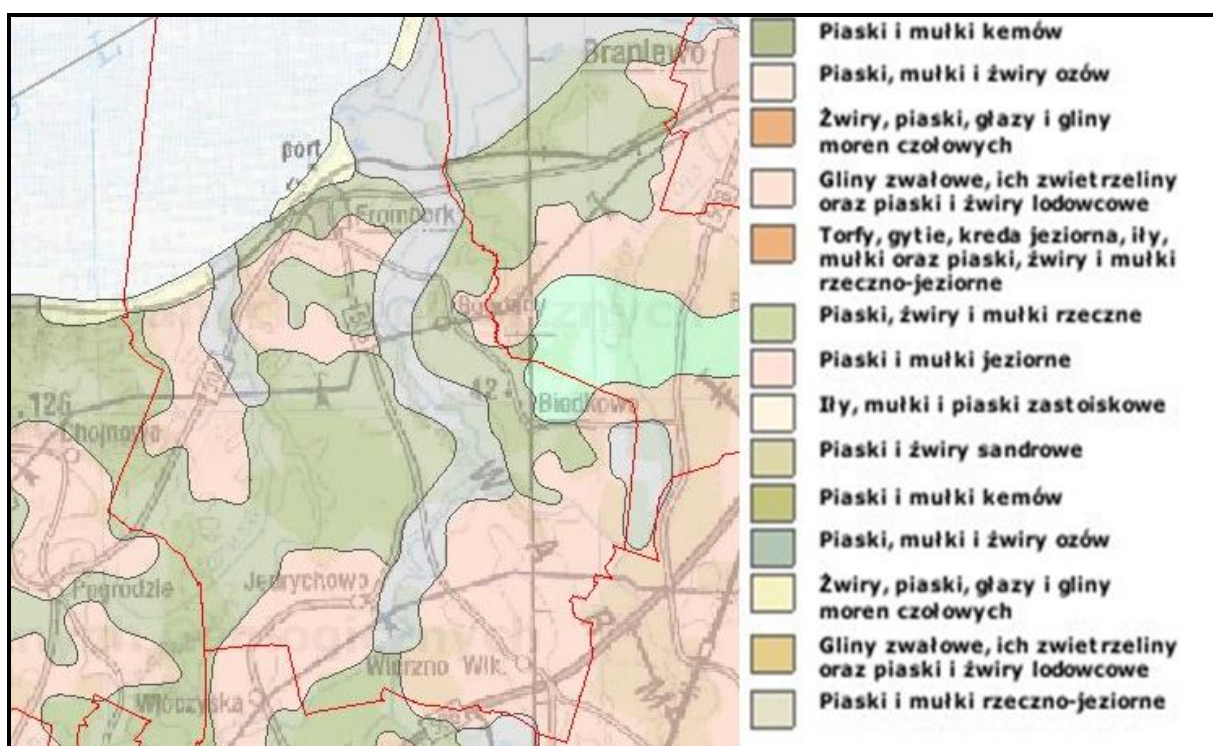 Braniewo
port
Frombork
Biedkowo
42
. 126
Chojnowo
Pogrodzie
Jędrychowo
Wierzno Wlk.
Włóczyska
Piaski i mułki kemów
Piaski, mułki i żwiry ozów
Żwiry, piaski, głazy i gliny
moren czołowych
Gliny zwałowe, ich zwietrzeliny
oraz piaski i żwiry lodowcowe
Torfy, gytie, kreda jeziorna, iły,
mułki oraz piaski, żwiry i mułki
rzeczno-jeziorne
Piaski, żwiry i mułki rzeczne
Piaski i mułki jeziorne
Iły, mułki i piaski zastoiskowe
Piaski i żwiry sandrowe
Piaski i mułki kemów
Piaski, mułki i żwiry ozów
Żwiry, piaski, głazy i gliny
moren czołowych
Gliny zwałowe, ich zwietrzeliny
oraz piaski i żwiry lodowcowe
Piaski i mułki rzeczno-jeziorne